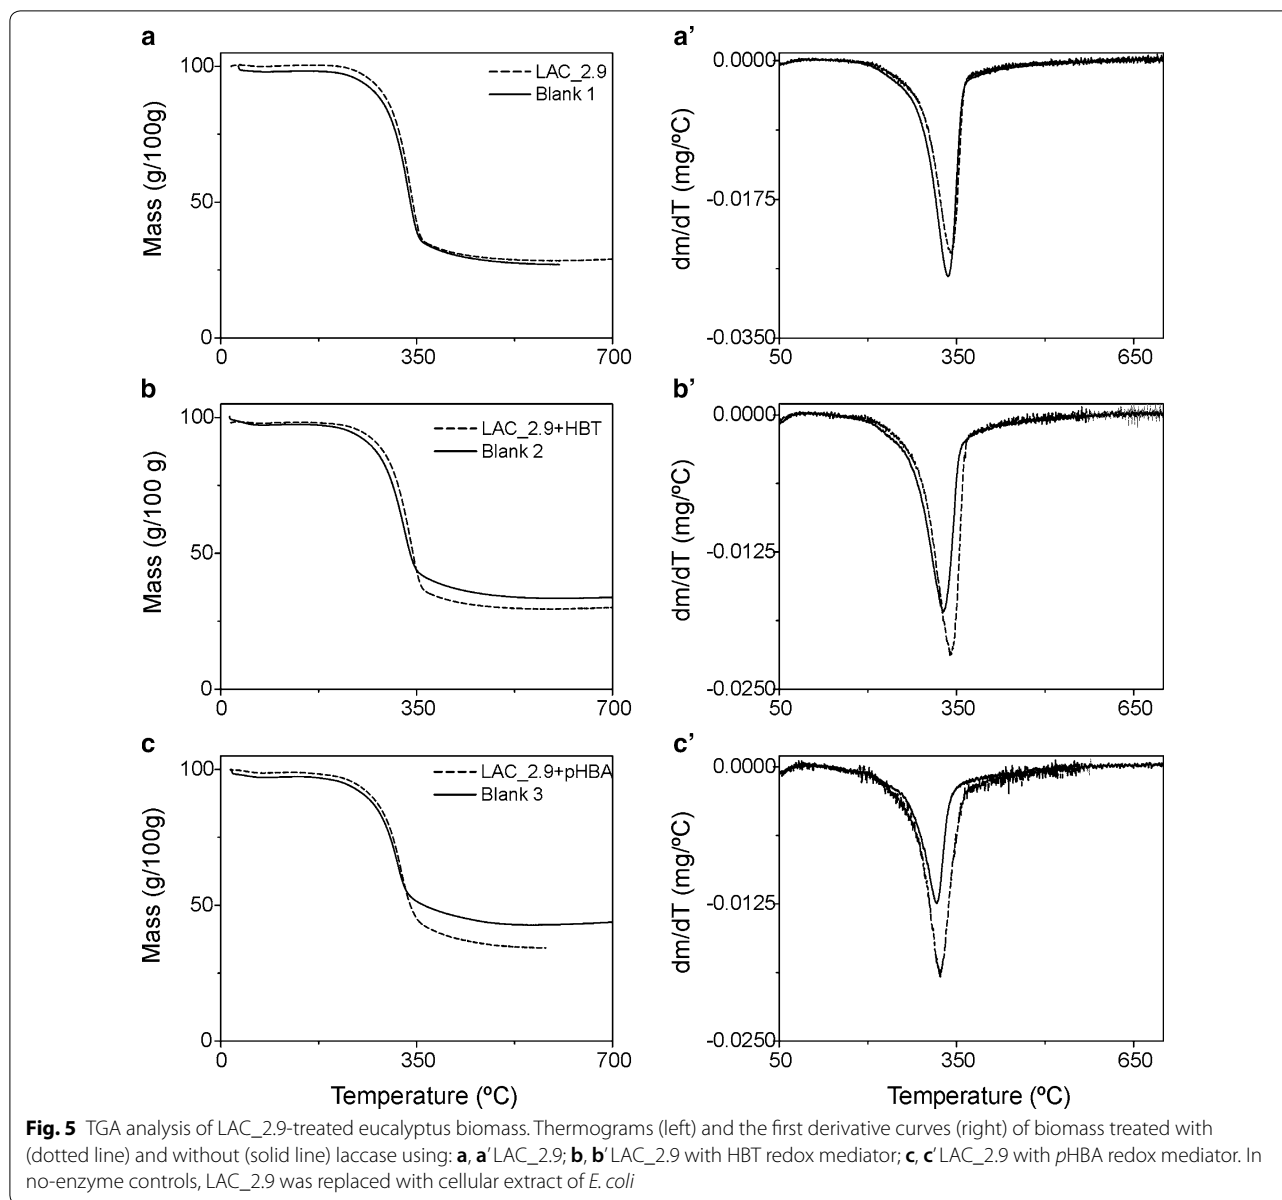 a
100
50
0
0
350
700
Mass (g/100g)
LAC_2.9
Blank 1
a’
0.0000
-0.0175
-0.0350
50
350
650
dm/dT (mg/ºC)
b
100
50
0
0
350
700
Mass (g/100 g)
LAC_2.9+HBT
Blank 2
b’
0.0000
-0.0125
-0.0250
50
350
650
dm/dT (mg/ºC)
c
100
50
0
0
350
700
Mass (g/100g)
LAC_2.9+pHBA
Blank 3
Temperature (ºC)
c’
0.0000
-0.0125
-0.0250
50
350
650
dm/dT (mg/ºC)
Temperature (ºC)
Fig. 5 TGA analysis of LAC_2.9-treated eucalyptus biomass. Thermograms (left) and the first derivative curves (right) of biomass treated with
(dotted line) and without (solid line) laccase using: a, a’ LAC_2.9; b, b’ LAC_2.9 with HBT redox mediator; c, c’ LAC_2.9 with pHBA redox mediator. In
no-enzyme controls, LAC_2.9 was replaced with cellular extract of E. coli